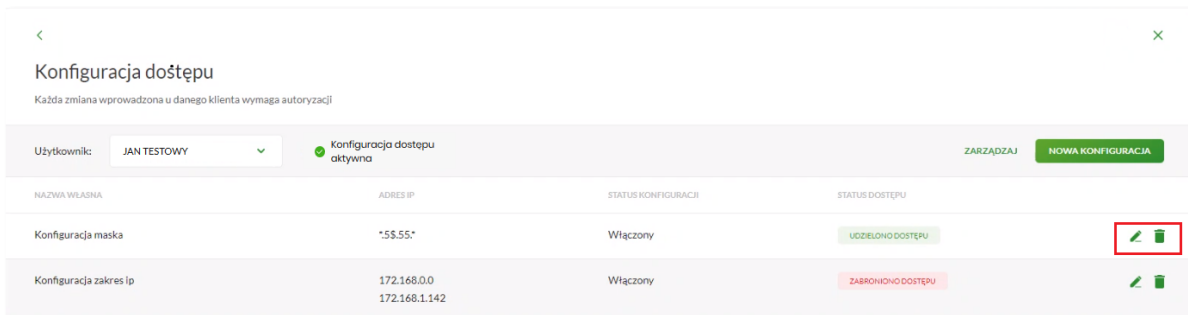 Konfiguracja dostępu
Każda zmiana wprowadzona u danego klienta wymaga autoryzacji
Użytkownik: JAN TESTOWY Konfiguracja dostępu aktywna ZARZĄDZAJ NOWA KONFIGURACJA
NAZWA WŁASNA ADRES IP STATUS KONFIGURACJI STATUS DOSTĘPU
Konfiguracja maska *.5$.55.* Włączony UDZIELONO DOSTĘPU
Konfiguracja zakres ip 172.168.0.0 Włączony ZABRONIONO DOSTĘPU
172.168.1.142